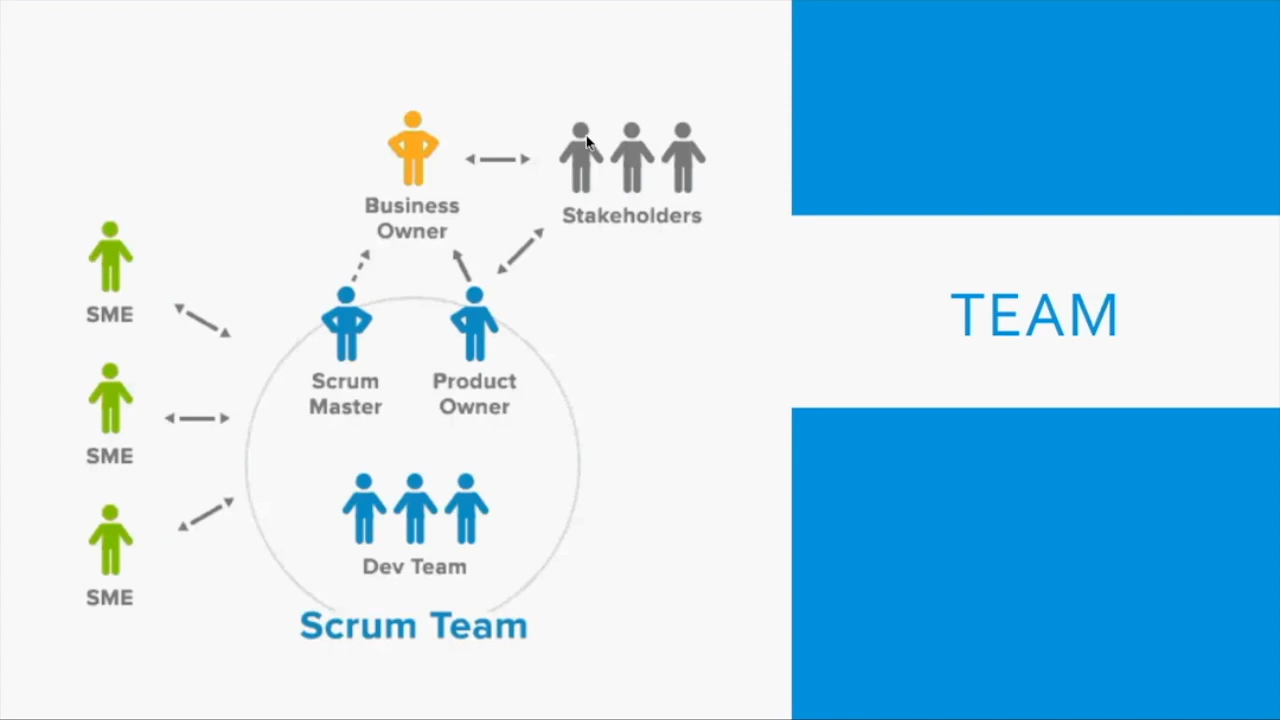 Business
Owner
Stakeholders
SME
Scrum
Master
Product
Owner
SME
Dev Team
SME
Scrum Team
TEAM